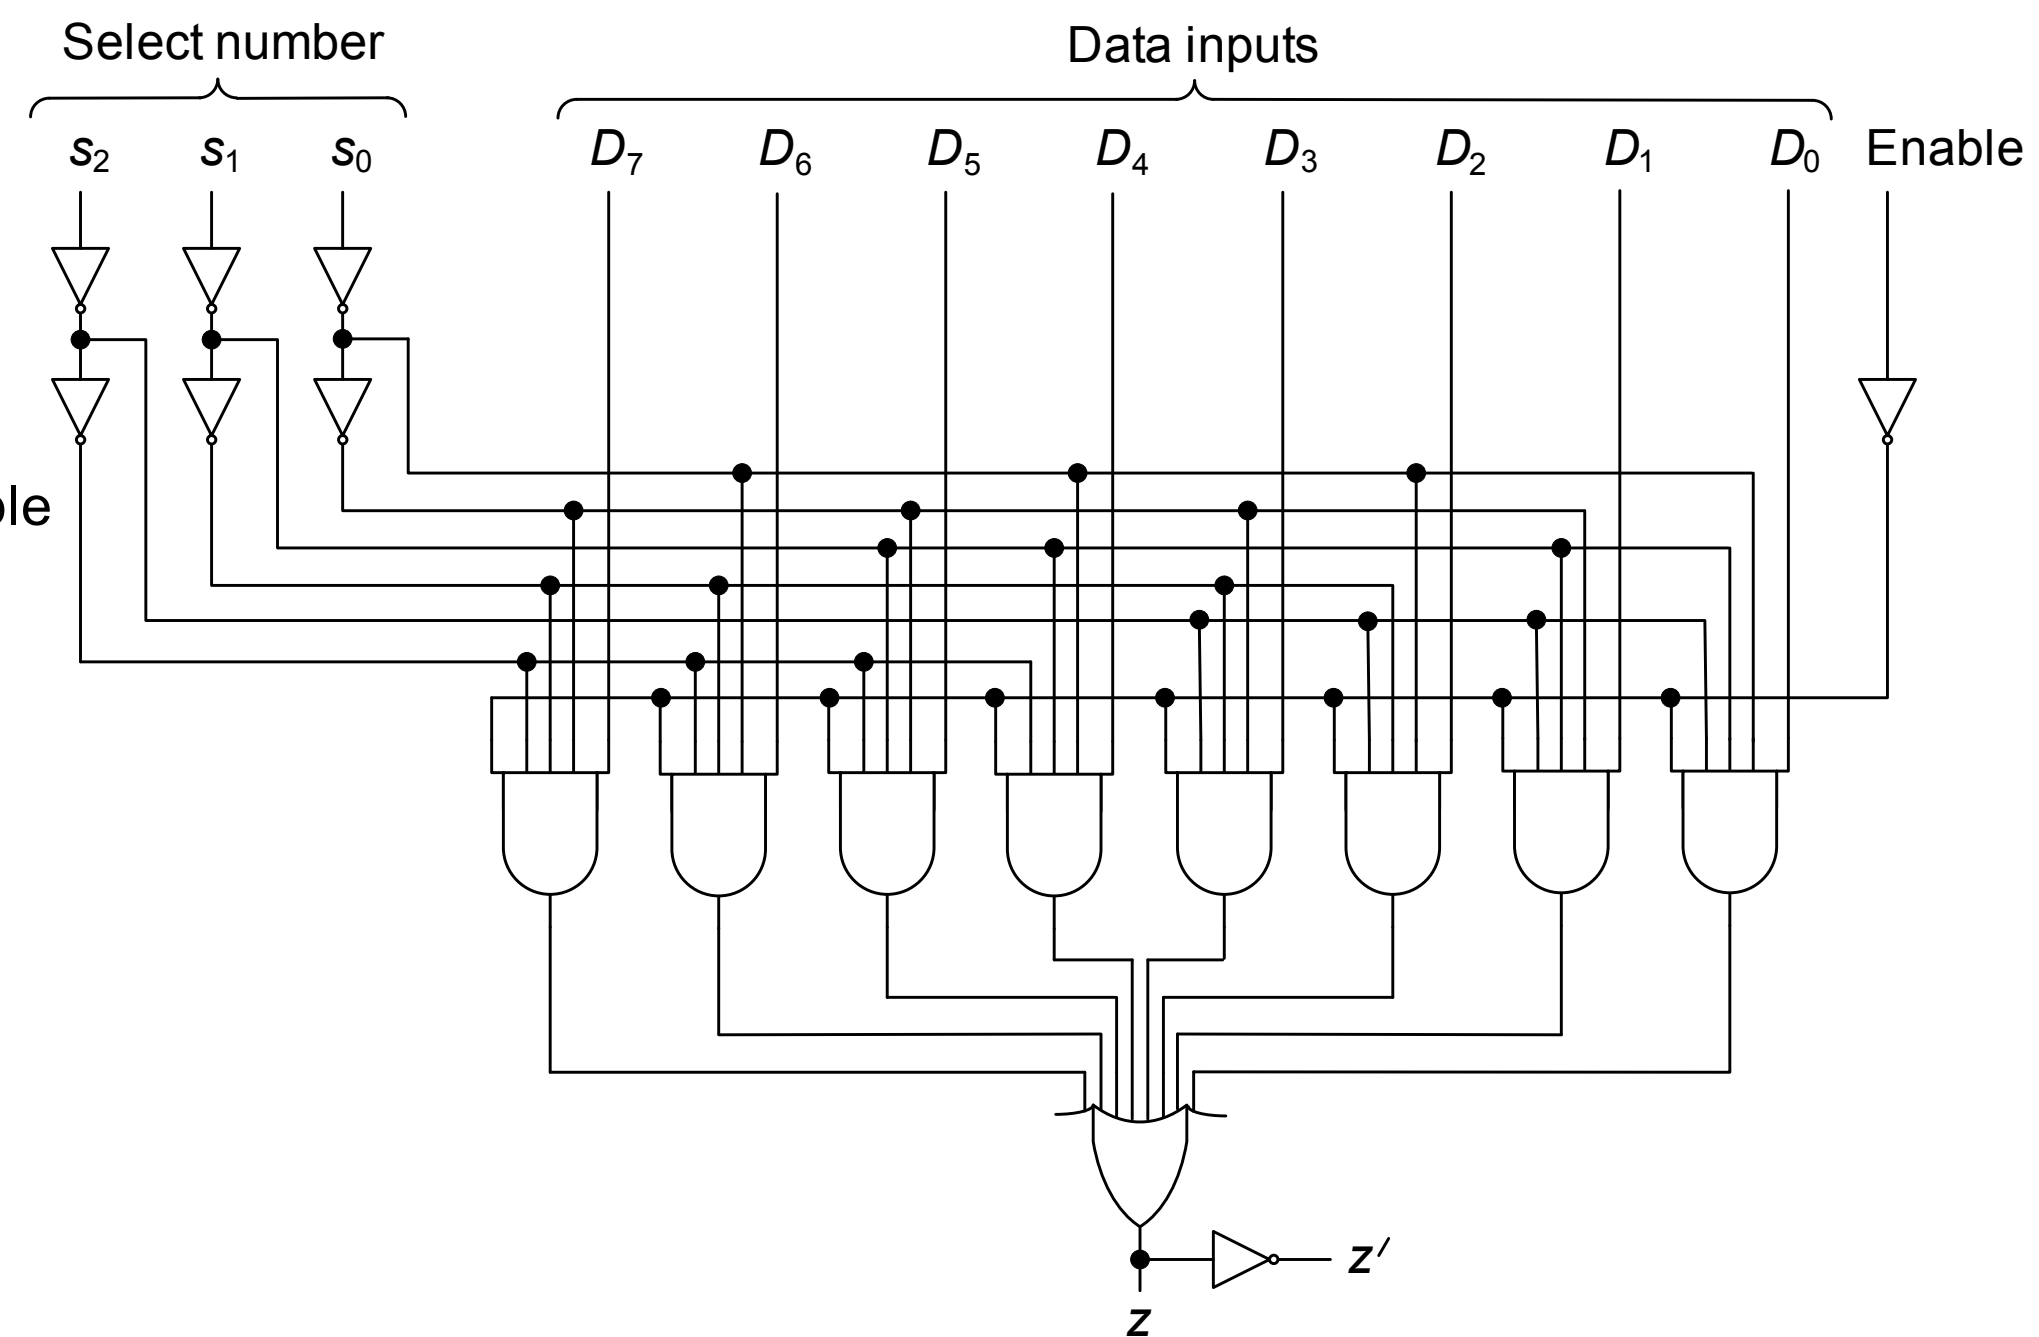 Select number
Data inputs
s2 s1 s0 D7 D6 D5 D4 D3 D2 D1 D0 Enable
z′
z